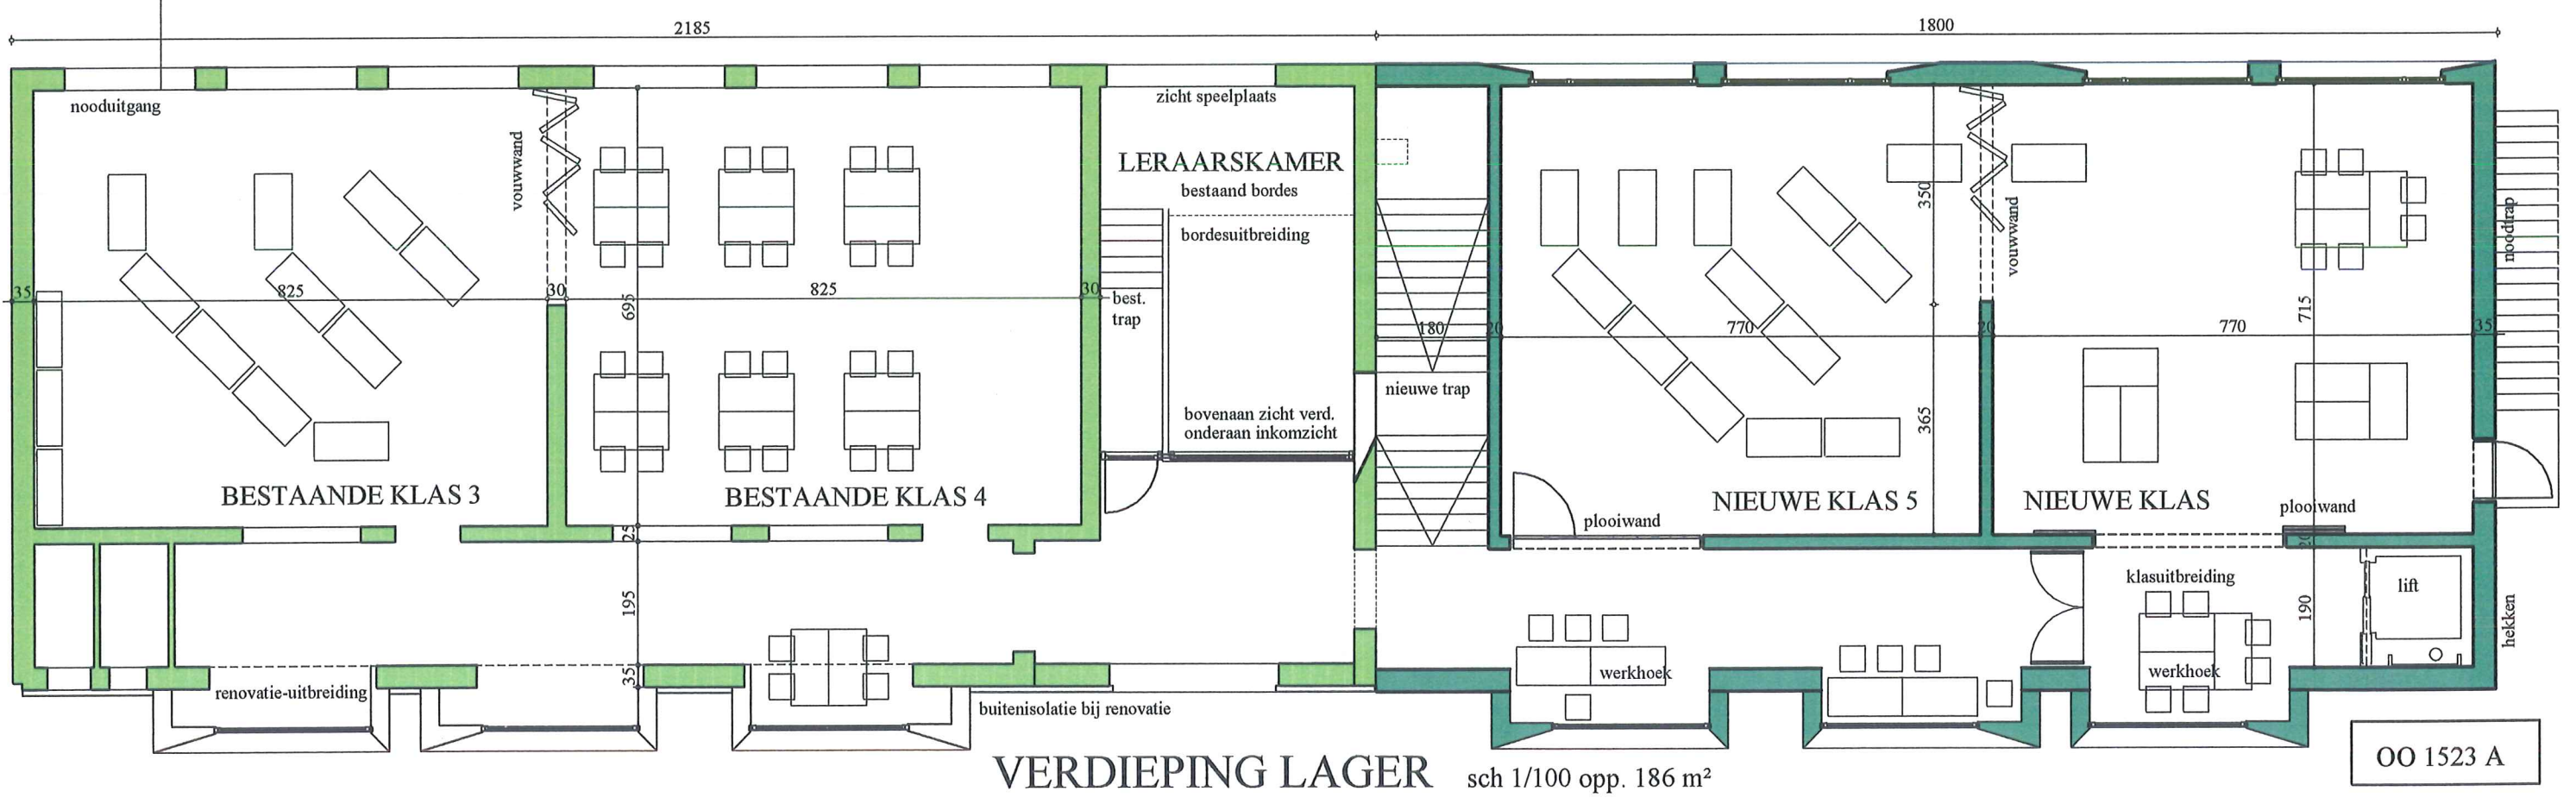 2185
1800
nooduitgang
vouwwand
zicht speelplaats
LERAARSKAMER
bestaand bordes
bordesuitbreiding
350
vouwwand
noodtrap
35
825
30
695
825
30
best.
trap
180
20
770
20
770
715
35
nieuwe trap
bovenaan zicht verd.
onderaan inkomzicht
365
BESTAANDE KLAS 3
BESTAANDE KLAS 4
NIEUWE KLAS 5
NIEUWE KLAS
plooiwand
plooiwand
25
20
195
klasuitbreiding
lift
190
hekken
werkhoek
werkhoek
35
renovatie-uitbreiding
buitenisolatie bij renovatie
VERDIEPING LAGER
sch 1/100 opp. 186 m²
OO 1523 A